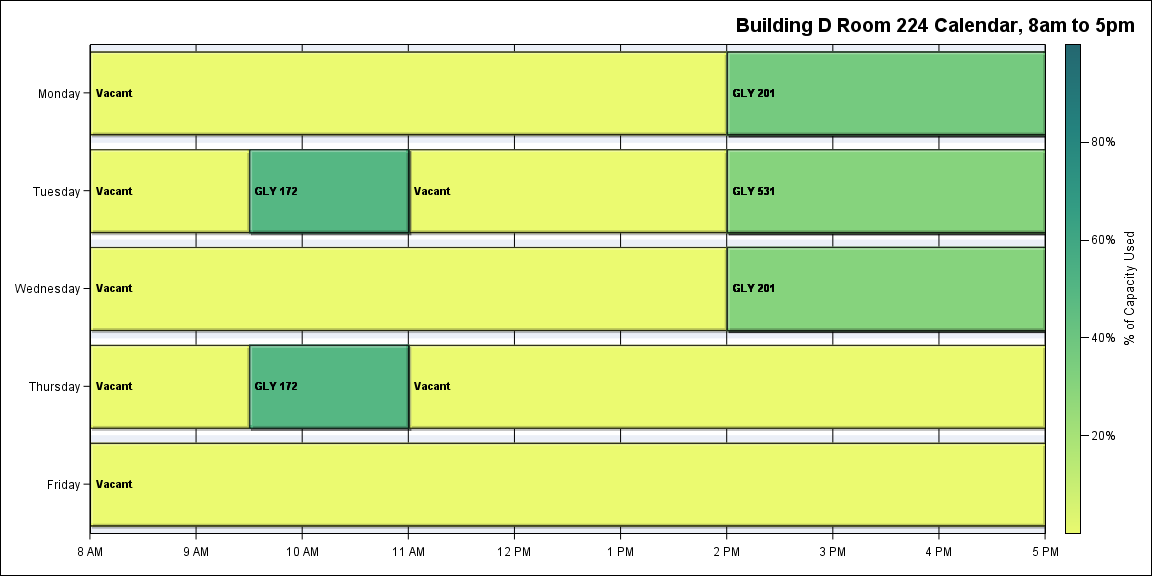 Building D Room 224 Calendar, 8am to 5pm
Monday
Vacant
GLY 201
Tuesday
Vacant
GLY 172
Vacant
GLY 531
Wednesday
Vacant
GLY 201
Thursday
Vacant
GLY 172
Vacant
Friday
Vacant
8 AM
9 AM
10 AM
11 AM
12 PM
1 PM
2 PM
3 PM
4 PM
5 PM
80%
60%
40%
20%
% of Capacity Used